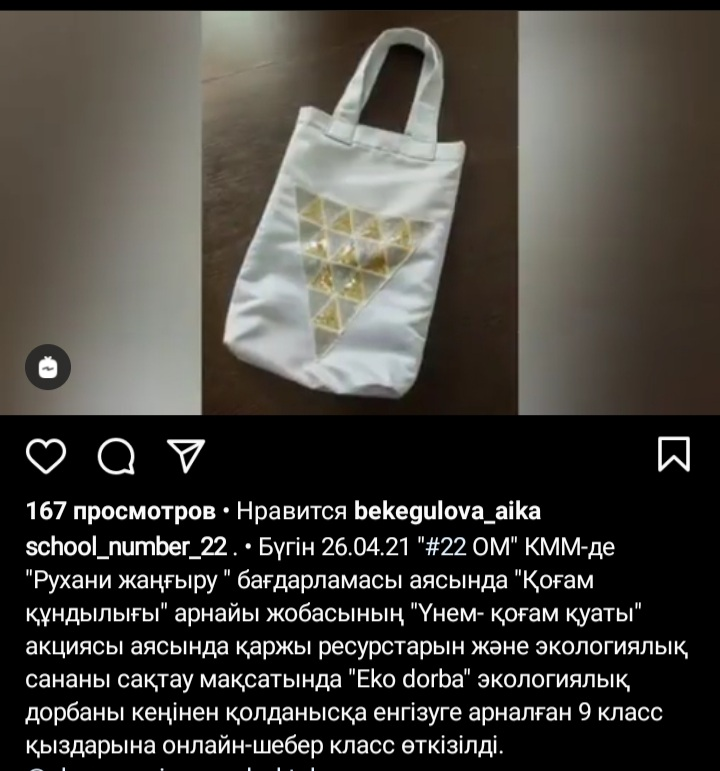 167 просмотров • Нравится bekegulova_aika
school_number_22 . • Бүгін 26.04.21 "#22 ОМ" КММ-де
"Рухани жаңғыру " бағдарламасы аясында "Қоғам
құндылығы" арнайы жобасының "Үнем- қоғам қуаты"
акциясы аясында қаржы ресурстарын және экологиялық
сананы сақтау мақсатында "Eko dorba" экологиялық
дорбаны кеңінен қолданысқа енгізуге арналған 9 класс
қыздарына онлайн-шебер класс өткізілді.